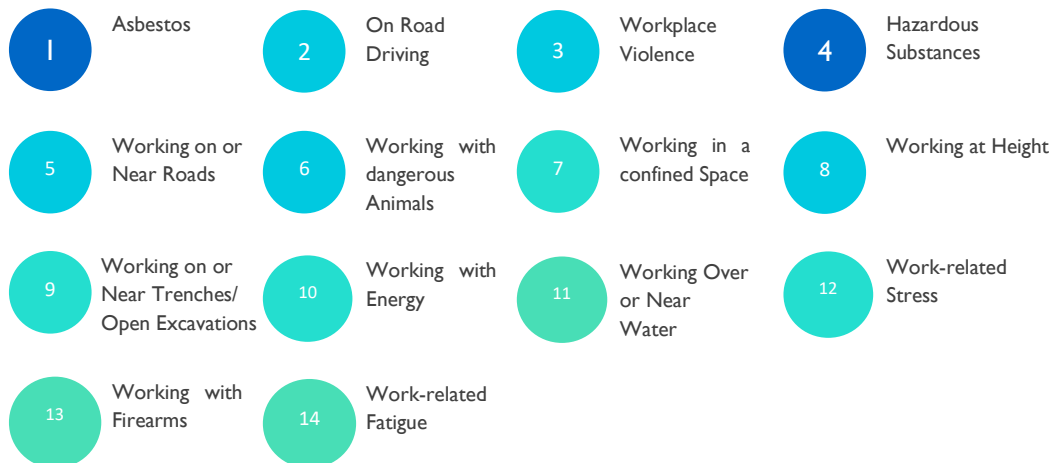 1
Asbestos
2
On Road
Driving
3
Workplace
Violence
4
Hazardous
Substances
5
Working on or
Near Roads
6
Working with
dangerous
Animals
7
Working in a
confined Space
8
Working at Height
9
Working on or
Near Trenches/
Open Excavations
10
Working with
Energy
11
Working Over
or Near
Water
12
Work-related
Stress
13
Working with
Firearms
14
Work-related
Fatigue